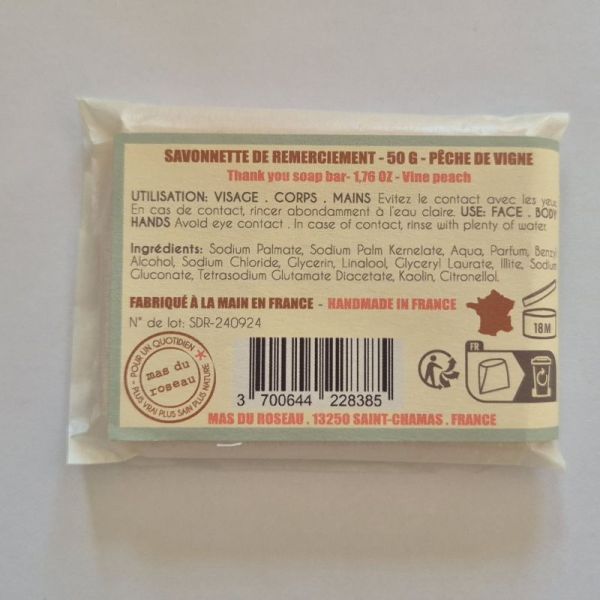 SAVONNETTE DE REMERCIEMENT - 50 G - PÊCHE DE VIGNE
Thank you soap bar- 1,76 OZ - Vine peach
UTILISATION: VISAGE . CORPS . MAINS Evitez le contact avec les yeux.
En cas de contact, rincer abondamment à l'eau claire. USE: FACE . BODY
HANDS Avoid eye contact . In case of contact, rinse with plenty of water.
Ingrédients: Sodium Palmate, Sodium Palm Kernelate, Aqua, Parfum, Benzyl
Alcohol, Sodium Chloride, Glycerin, Linalool, Glyceryl Laurate, Illite, Sodium
Gluconate, Tetrasodium Glutamate Diacetate, Kaolin, Citronellol.
FABRIQUÉ À LA MAIN EN FRANCE - HANDMADE IN FRANCE
N° de lot: SDR-240924
18M
FR
POUR UN QUOTIDIEN
mas du
roseau
PLUS VRAI PLUS SAIN PLUS NATURE
3 700644 228385
MAS DU ROSEAU . 13250 SAINT-CHAMAS . FRANCE